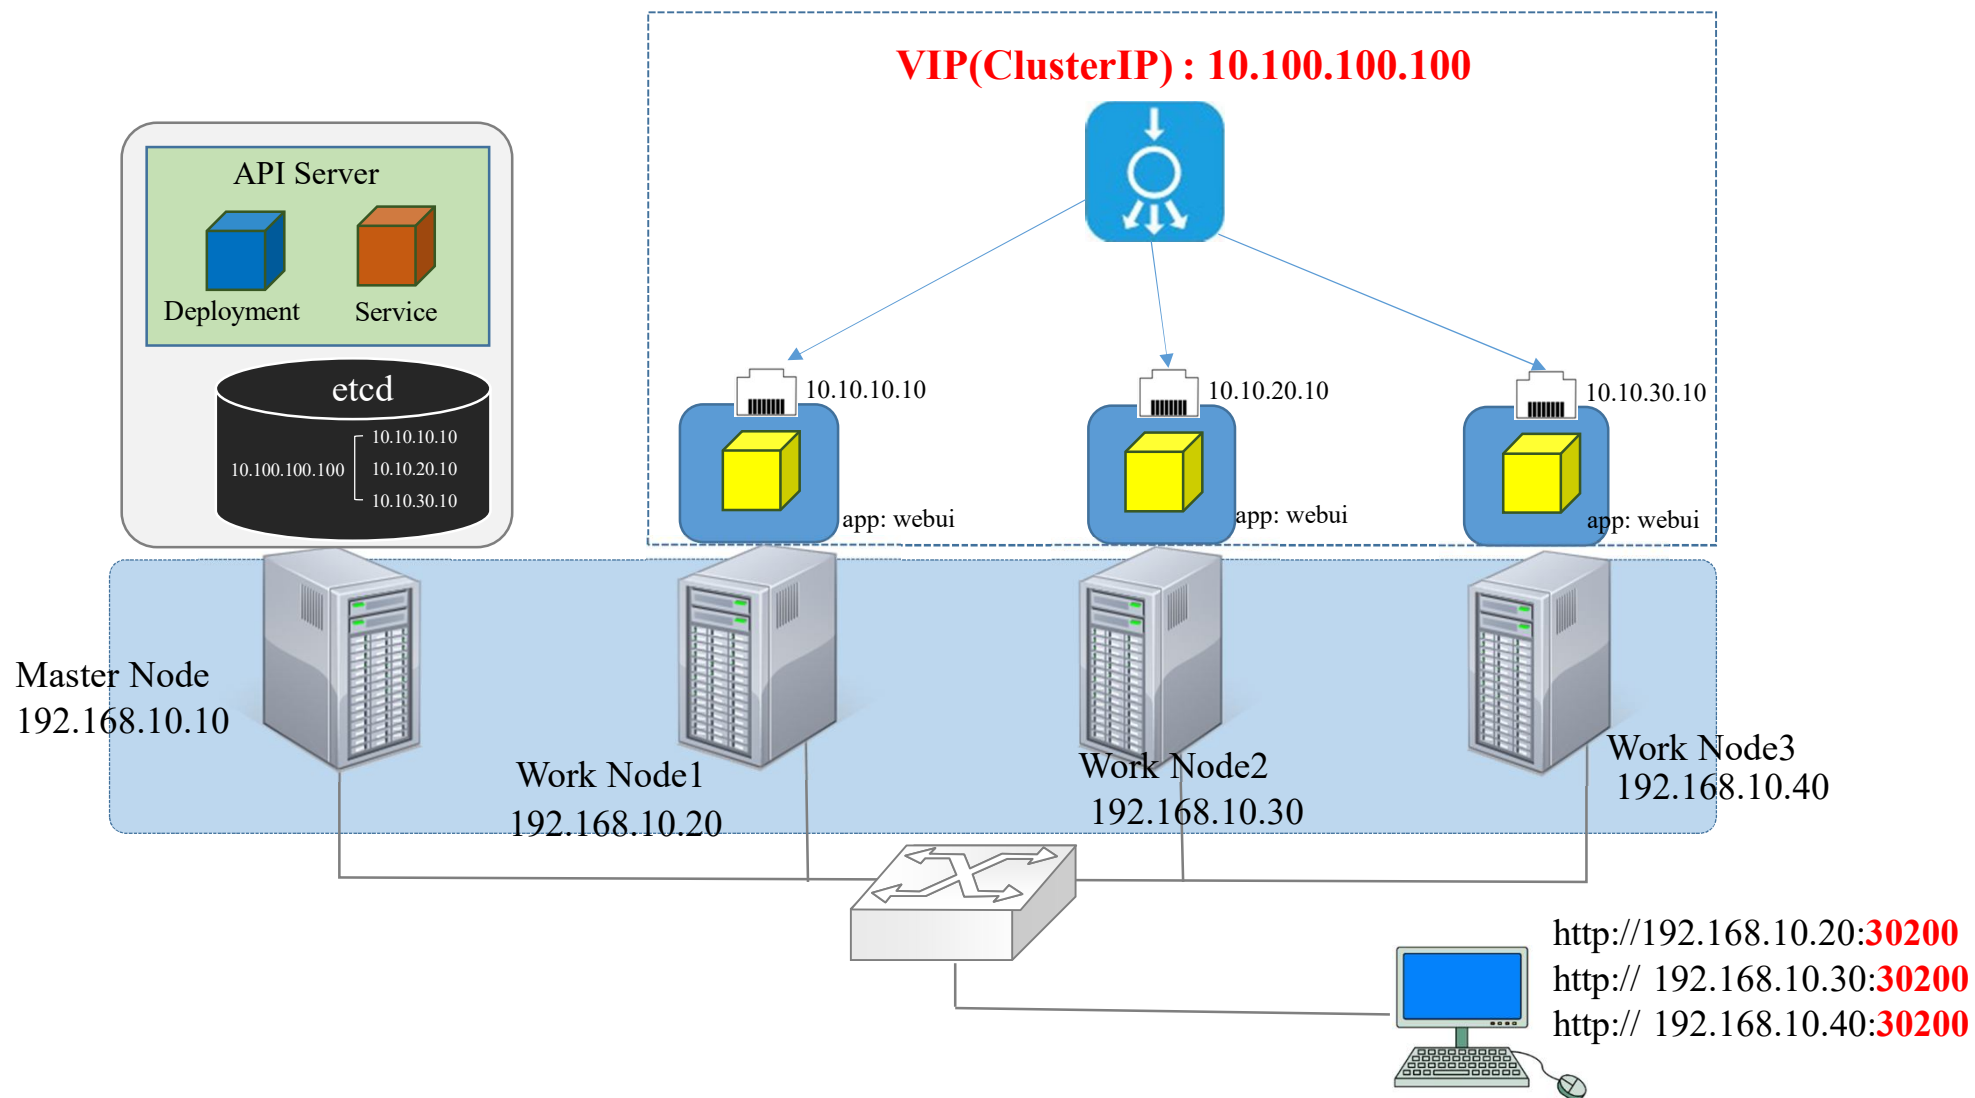 VIP(ClusterIP) : 10.100.100.100
API Server
Deployment
Service
etcd
10.100.100.100
10.10.10.10
10.10.20.10
10.10.30.10
10.10.10.10
10.10.20.10
10.10.30.10
app: webui
app: webui
app: webui
Master Node
192.168.10.10
Work Node1
192.168.10.20
Work Node2
192.168.10.30
Work Node3
192.168.10.40
http://192.168.10.20:30200
http:// 192.168.10.30:30200
http:// 192.168.10.40:30200